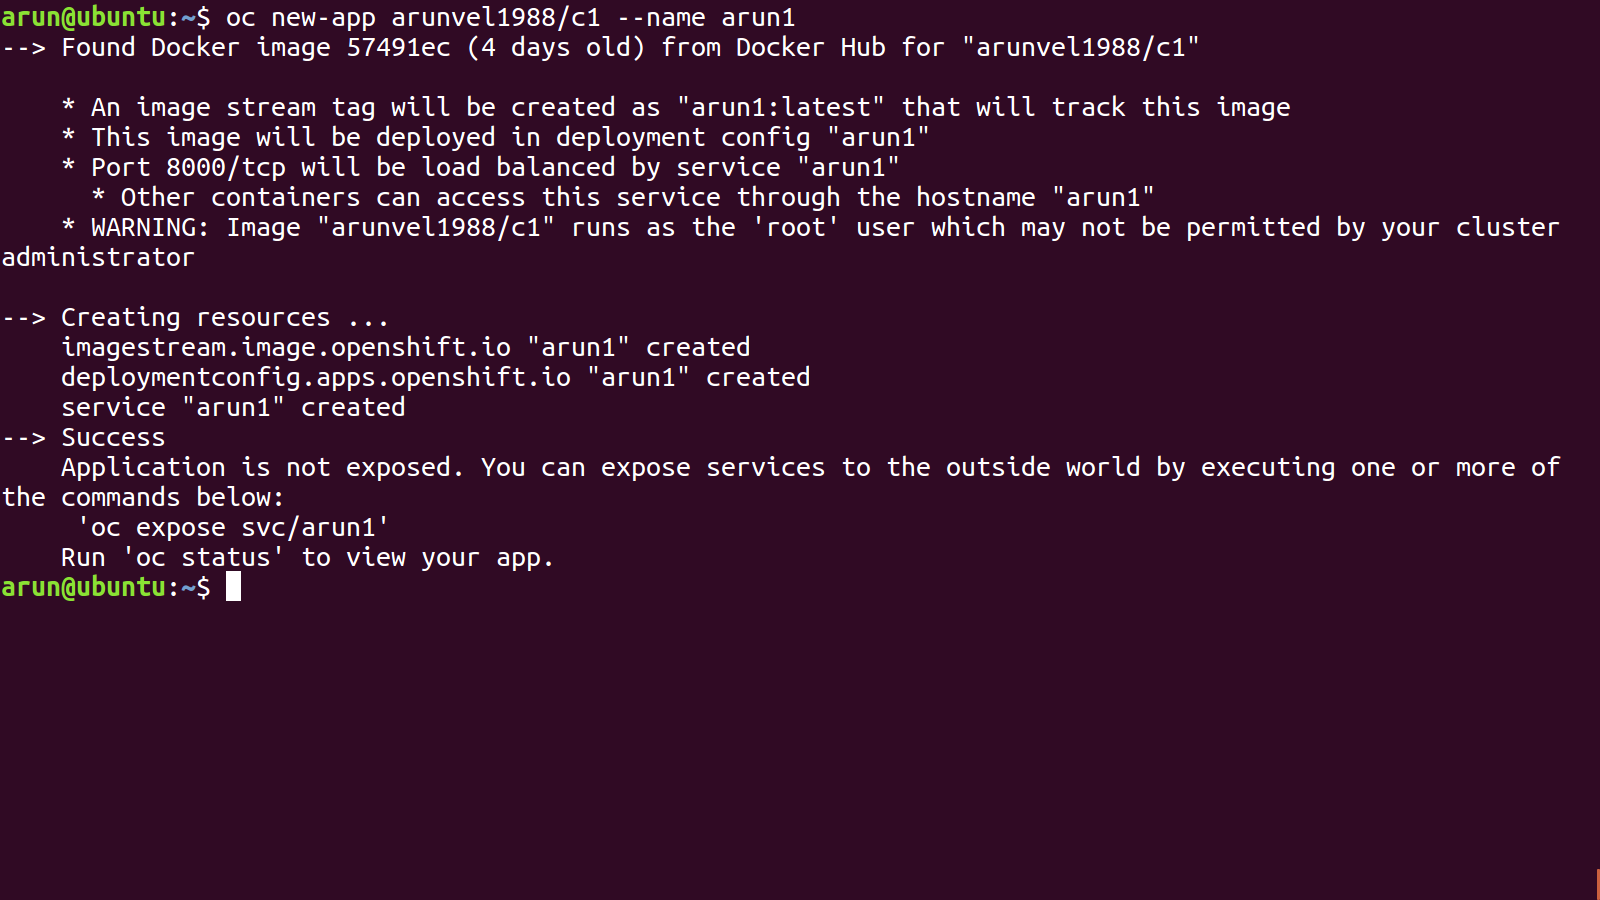 arun@ubuntu:~$ oc new-app arunvel1988/c1 --name arun1
--> Found Docker image 57491ec (4 days old) from Docker Hub for "arunvel1988/c1"

    * An image stream tag will be created as "arun1:latest" that will track this image
    * This image will be deployed in deployment config "arun1"
    * Port 8000/tcp will be load balanced by service "arun1"
      * Other containers can access this service through the hostname "arun1"
    * WARNING: Image "arunvel1988/c1" runs as the 'root' user which may not be permitted by your cluster
administrator

--> Creating resources ...
    imagestream.image.openshift.io "arun1" created
    deploymentconfig.apps.openshift.io "arun1" created
    service "arun1" created
--> Success
    Application is not exposed. You can expose services to the outside world by executing one or more of
the commands below:
     'oc expose svc/arun1'
    Run 'oc status' to view your app.
arun@ubuntu:~$